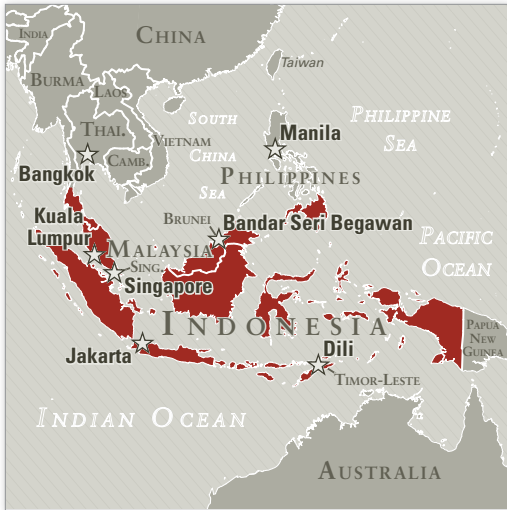 INDIA
CHINA
Taiwan
BURMA
LAOS
SOUTH
CHINA
SEA
PHILIPPINE
SEA
THAI.
VIETNAM
Manila
Bangkok
CAMB.
PHILIPPINES
Kuala
Lumpur
BRUNEI
Bandar Seri Begawan
MALAYSIA
PACIFIC
OCEAN
SING.
Singapore
INDONESIA
PAPUA
NEW
GUINEA
Jakarta
Dili
TIMOR-LESTE
INDIAN OCEAN
AUSTRALIA